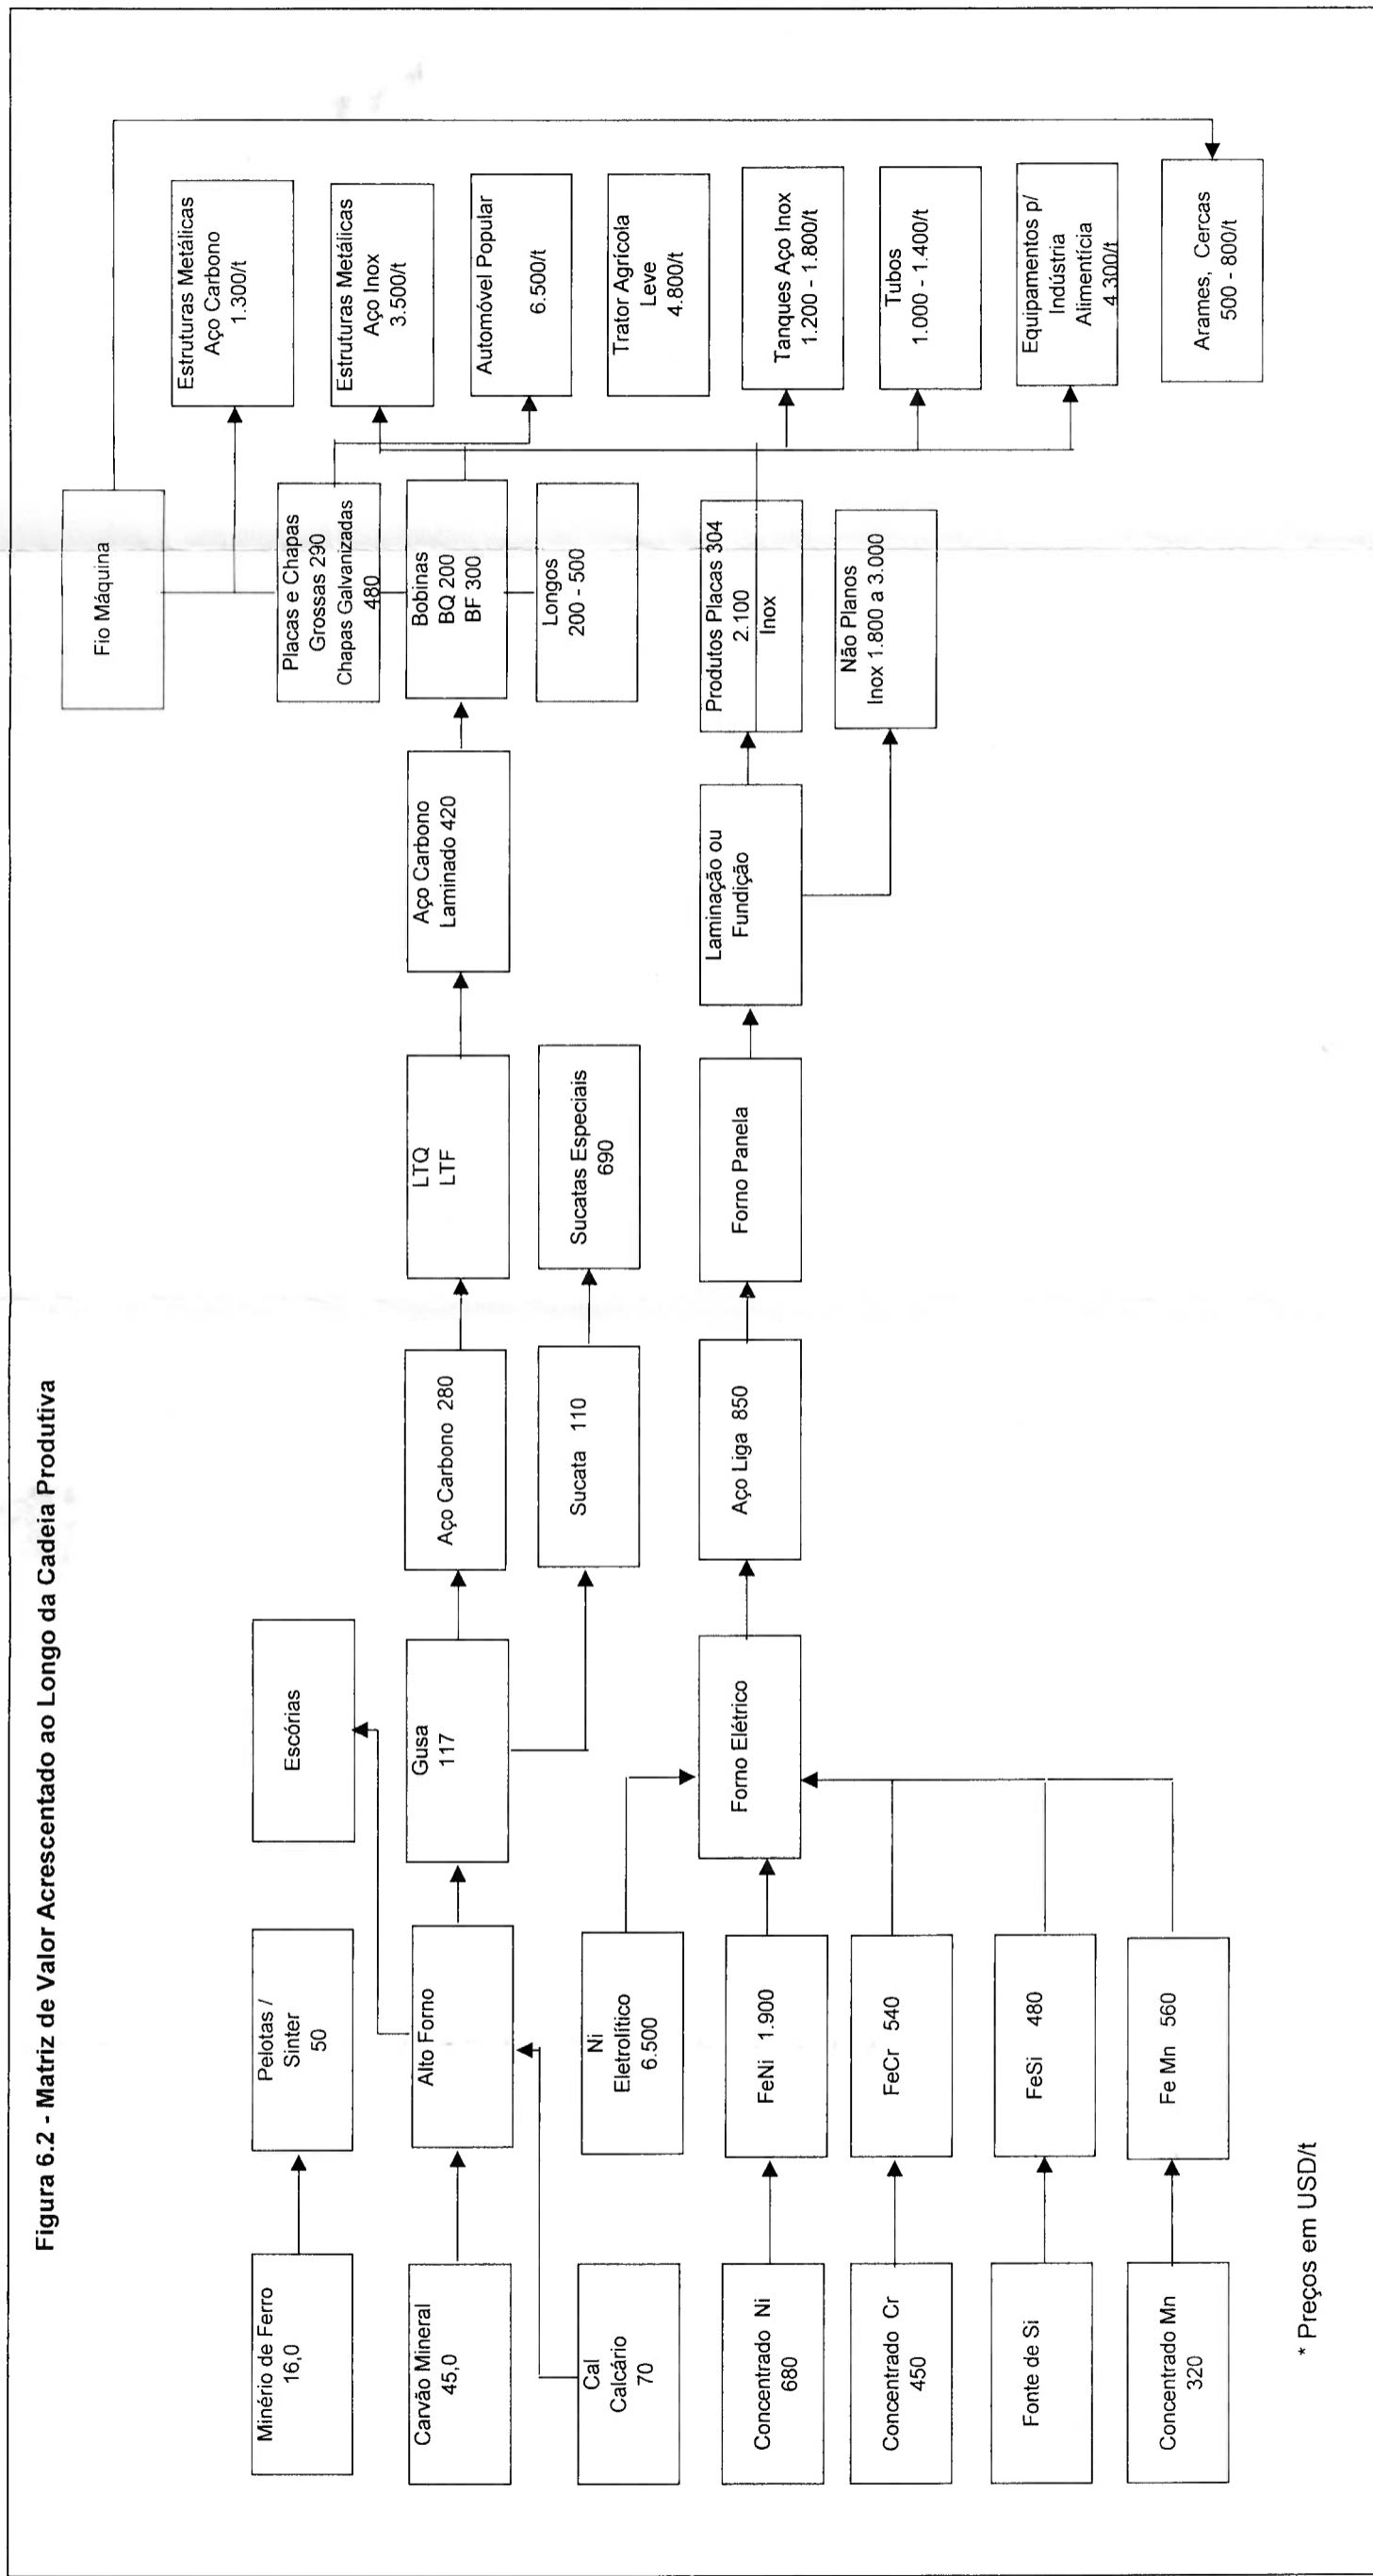 Figura 6.2 - Matriz de Valor Acrescentado ao Longo da Cadeia Produtiva
Minério de Ferro
16,0
Pelotas /
Sinter
50
Escórias
Carvão Mineral
45,0
Alto Forno
Gusa
117
Aço Carbono 280
LTQ
LTF
Aço Carbono
Laminado 420
Cal
Calcário
70
Sucata 110
Sucatas Especiais
690
Fio Máquina
Placas e Chapas
Grossas 290
Chapas Galvanizadas
480
Bobinas
BQ 200
BF 300
Longos
200 - 500
Ni
Eletrolítico
6.500
Concentrado Ni
680
FeNi 1.900
Forno Elétrico
Aço Liga 850
Forno Panela
Laminação ou
Fundição
Produtos Placas 304
2.100
Inox
Não Planos
Inox 1.800 a 3.000
Concentrado Cr
450
FeCr 540
Fonte de Si
FeSi 480
Concentrado Mn
320
Fe Mn 560
Estruturas Metálicas
Aço Carbono
1.300/t
Estruturas Metálicas
Aço Inox
3.500/t
Automóvel Popular
6.500/t
Trator Agrícola
Leve
4.800/t
Tanques Aço Inox
1.200 - 1.800/t
Tubos
1.000 - 1.400/t
Equipamentos p/
Indústria
Alimentícia
4.300/t
Arames, Cercas
500 - 800/t
* Preços em USD/t